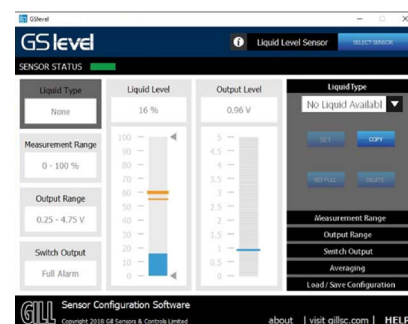 GSlevel
GS level
Liquid Level Sensor
SELECT SENSOR
SENSOR STATUS
Liquid Type
None
Measurement Range
0 - 100 %
Output Range
0.25 - 4.75 V
Switch Output
Full Alarm
Liquid Level
16 %
100
90
80
70
60
50
40
30
20
10
0
Output Level
0.96 V
5
4.5
4
3.5
3
2.5
2
1.5
1
0.5
0
Liquid Type
No Liquid Availabl
SET
COPY
SET FULL
DELETE
Measurement Range
Output Range
Switch Output
Averaging
Load / Save Configuration
GILL
Sensor Configuration Software
Copyright 2018 Gill Sensors & Controls Limited
about | visit gillsc.com | HELP